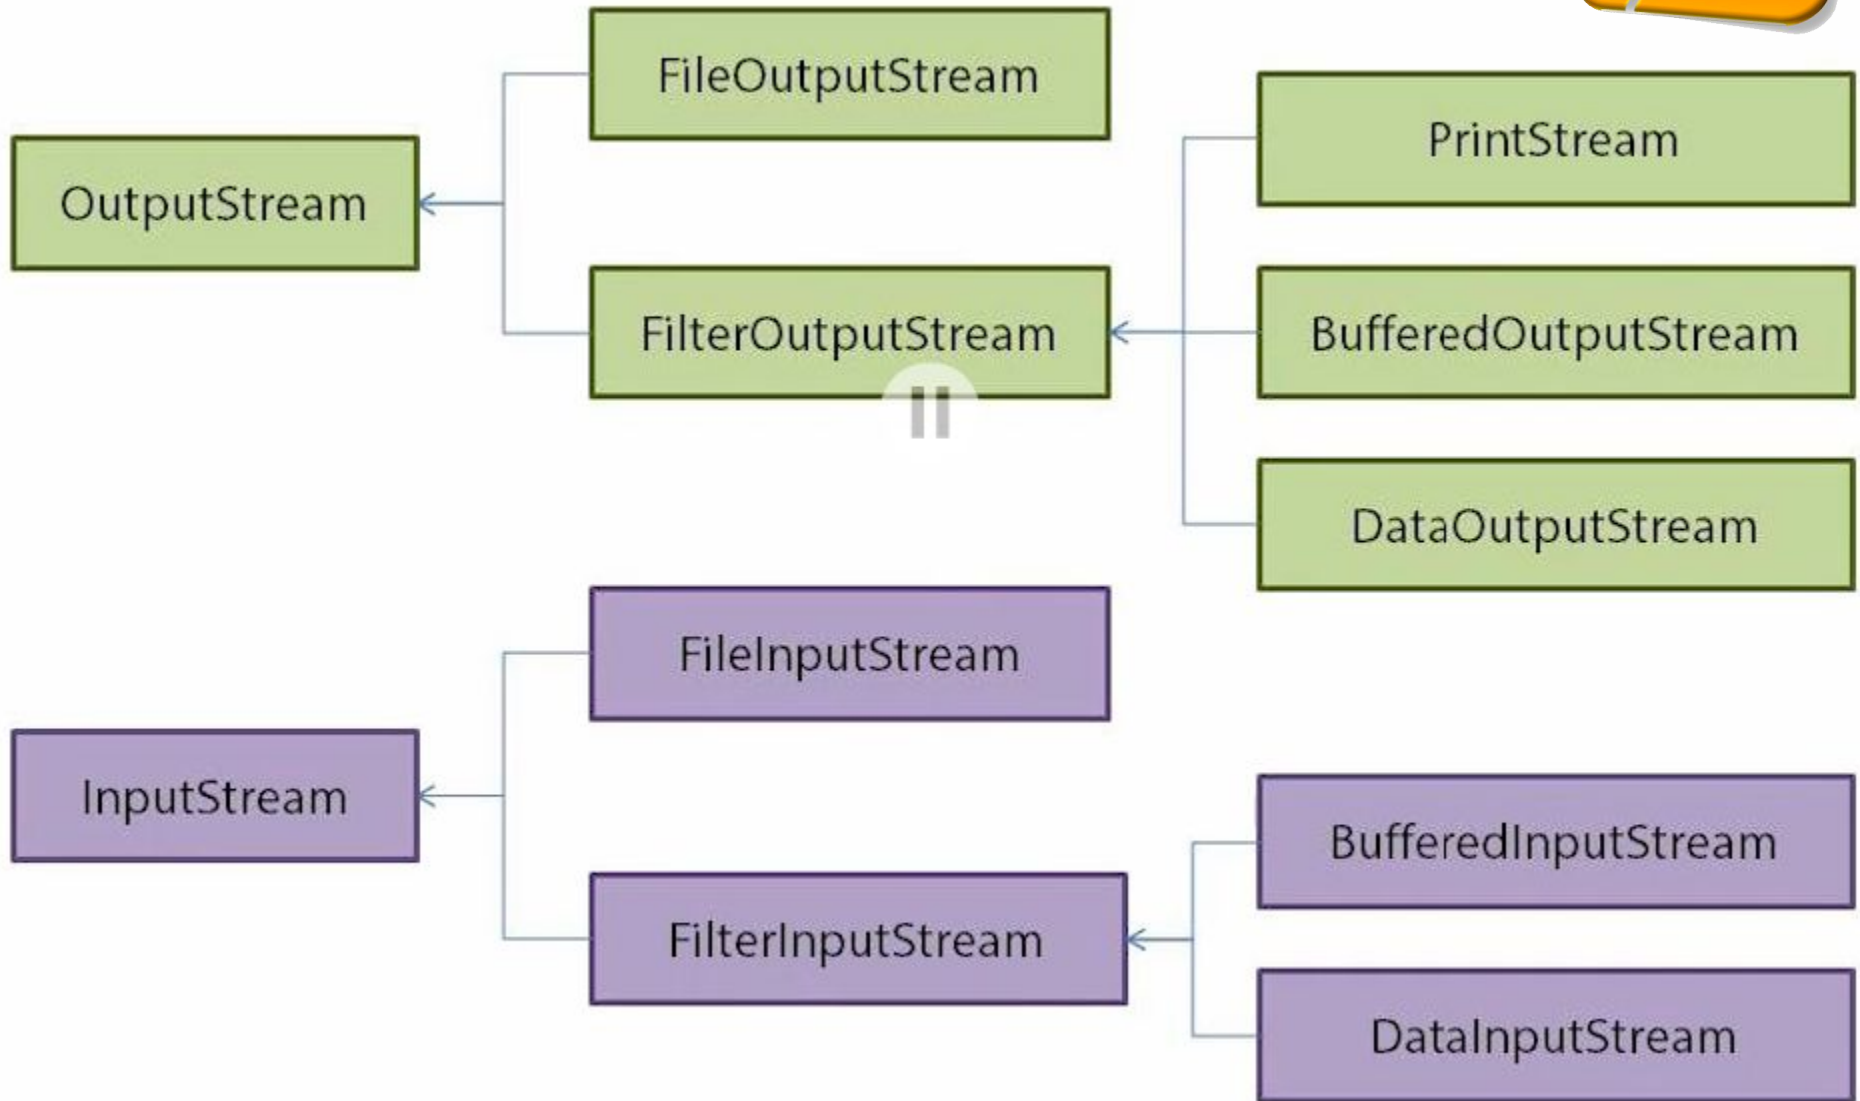 FileOutputStream
PrintStream
OutputStream
FilterOutputStream
BufferedOutputStream
DataOutputStream
FileInputStream
InputStream
BufferedInputStream
FilterInputStream
DataInputStream